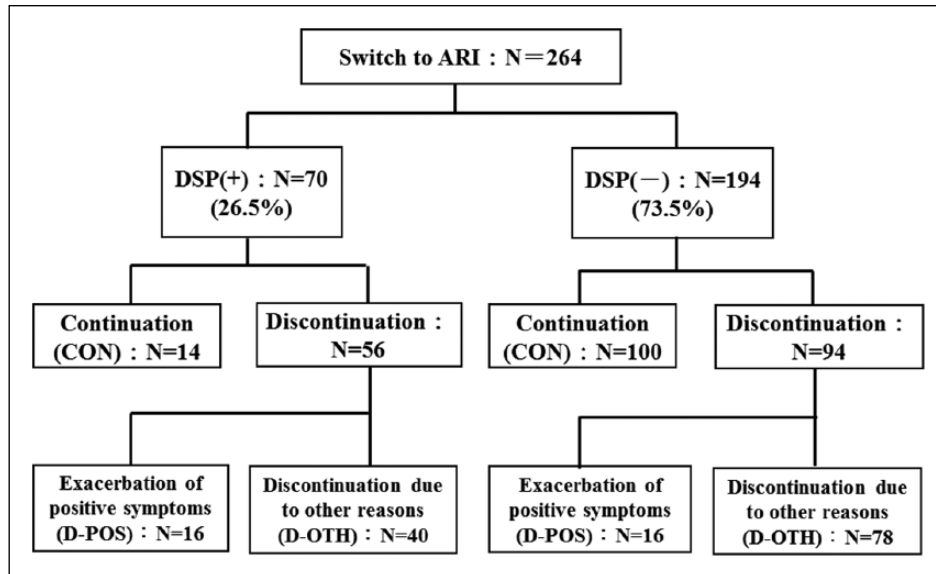 Switch to ARI：N＝264
DSP(+)：N=70
(26.5%)
DSP(－)：N=194
(73.5%)
Continuation
(CON)：N=14
Discontinuation：
N=56
Continuation
(CON)：N=100
Discontinuation：
N=94
Exacerbation of
positive symptoms
(D-POS)：N=16
Discontinuation due
to other reasons
(D-OTH)：N=40
Exacerbation of
positive symptoms
(D-POS)：N=16
Discontinuation due
to other reasons
(D-OTH)：N=78